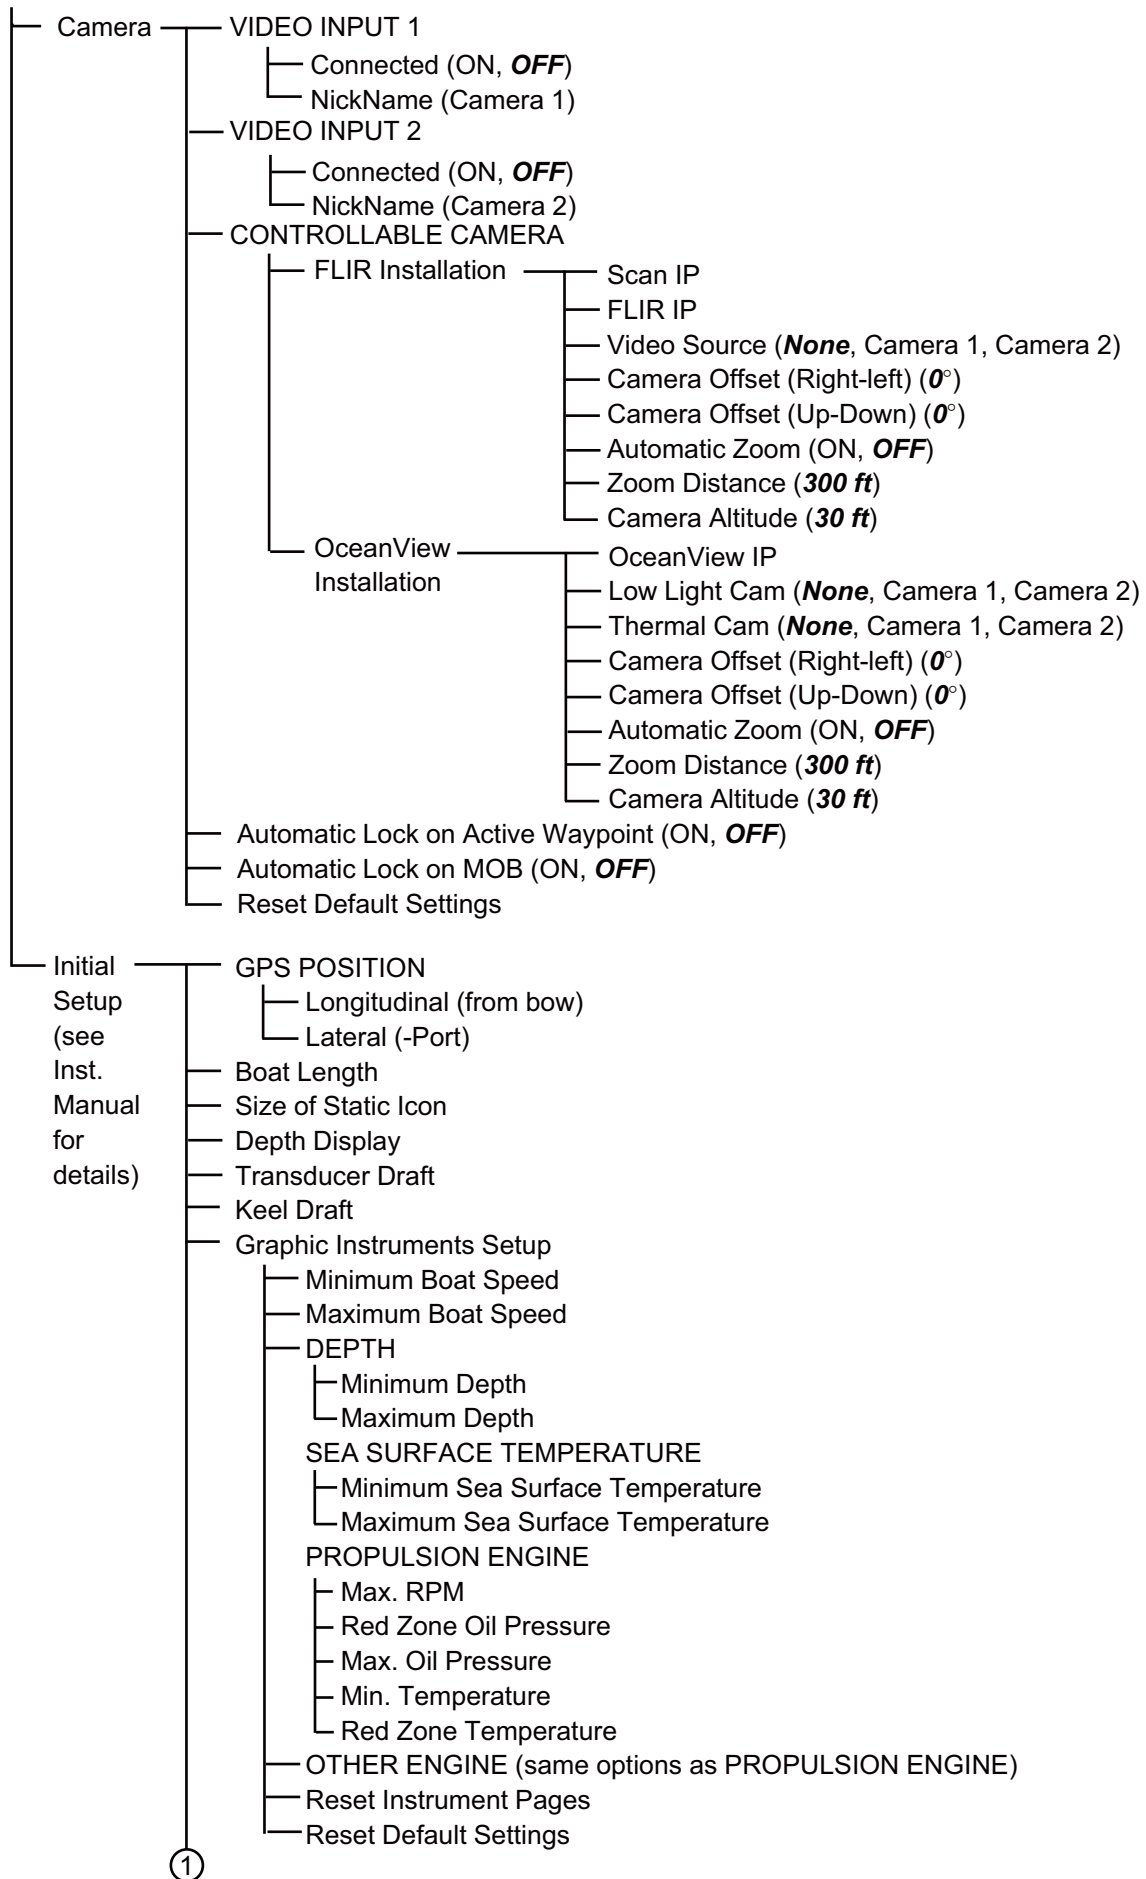 Camera
VIDEO INPUT 1
Connected (ON, OFF)
NickName (Camera 1)
VIDEO INPUT 2
Connected (ON, OFF)
NickName (Camera 2)
CONTROLLABLE CAMERA
FLIR Installation
Scan IP
FLIR IP
Video Source (None, Camera 1, Camera 2)
Camera Offset (Right-left) (0°)
Camera Offset (Up-Down) (0°)
Automatic Zoom (ON, OFF)
Zoom Distance (300 ft)
Camera Altitude (30 ft)
OceanView
Installation
OceanView IP
Low Light Cam (None, Camera 1, Camera 2)
Thermal Cam (None, Camera 1, Camera 2)
Camera Offset (Right-left) (0°)
Camera Offset (Up-Down) (0°)
Automatic Zoom (ON, OFF)
Zoom Distance (300 ft)
Camera Altitude (30 ft)
Automatic Lock on Active Waypoint (ON, OFF)
Automatic Lock on MOB (ON, OFF)
Reset Default Settings
Initial
Setup
(see
Inst.
Manual
for
details)
GPS POSITION
Longitudinal (from bow)
Lateral (-Port)
Boat Length
Size of Static Icon
Depth Display
Transducer Draft
Keel Draft
Graphic Instruments Setup
Minimum Boat Speed
Maximum Boat Speed
DEPTH
Minimum Depth
Maximum Depth
SEA SURFACE TEMPERATURE
Minimum Sea Surface Temperature
Maximum Sea Surface Temperature
PROPULSION ENGINE
Max. RPM
Red Zone Oil Pressure
Max. Oil Pressure
Min. Temperature
Red Zone Temperature
OTHER ENGINE (same options as PROPULSION ENGINE)
Reset Instrument Pages
Reset Default Settings
1